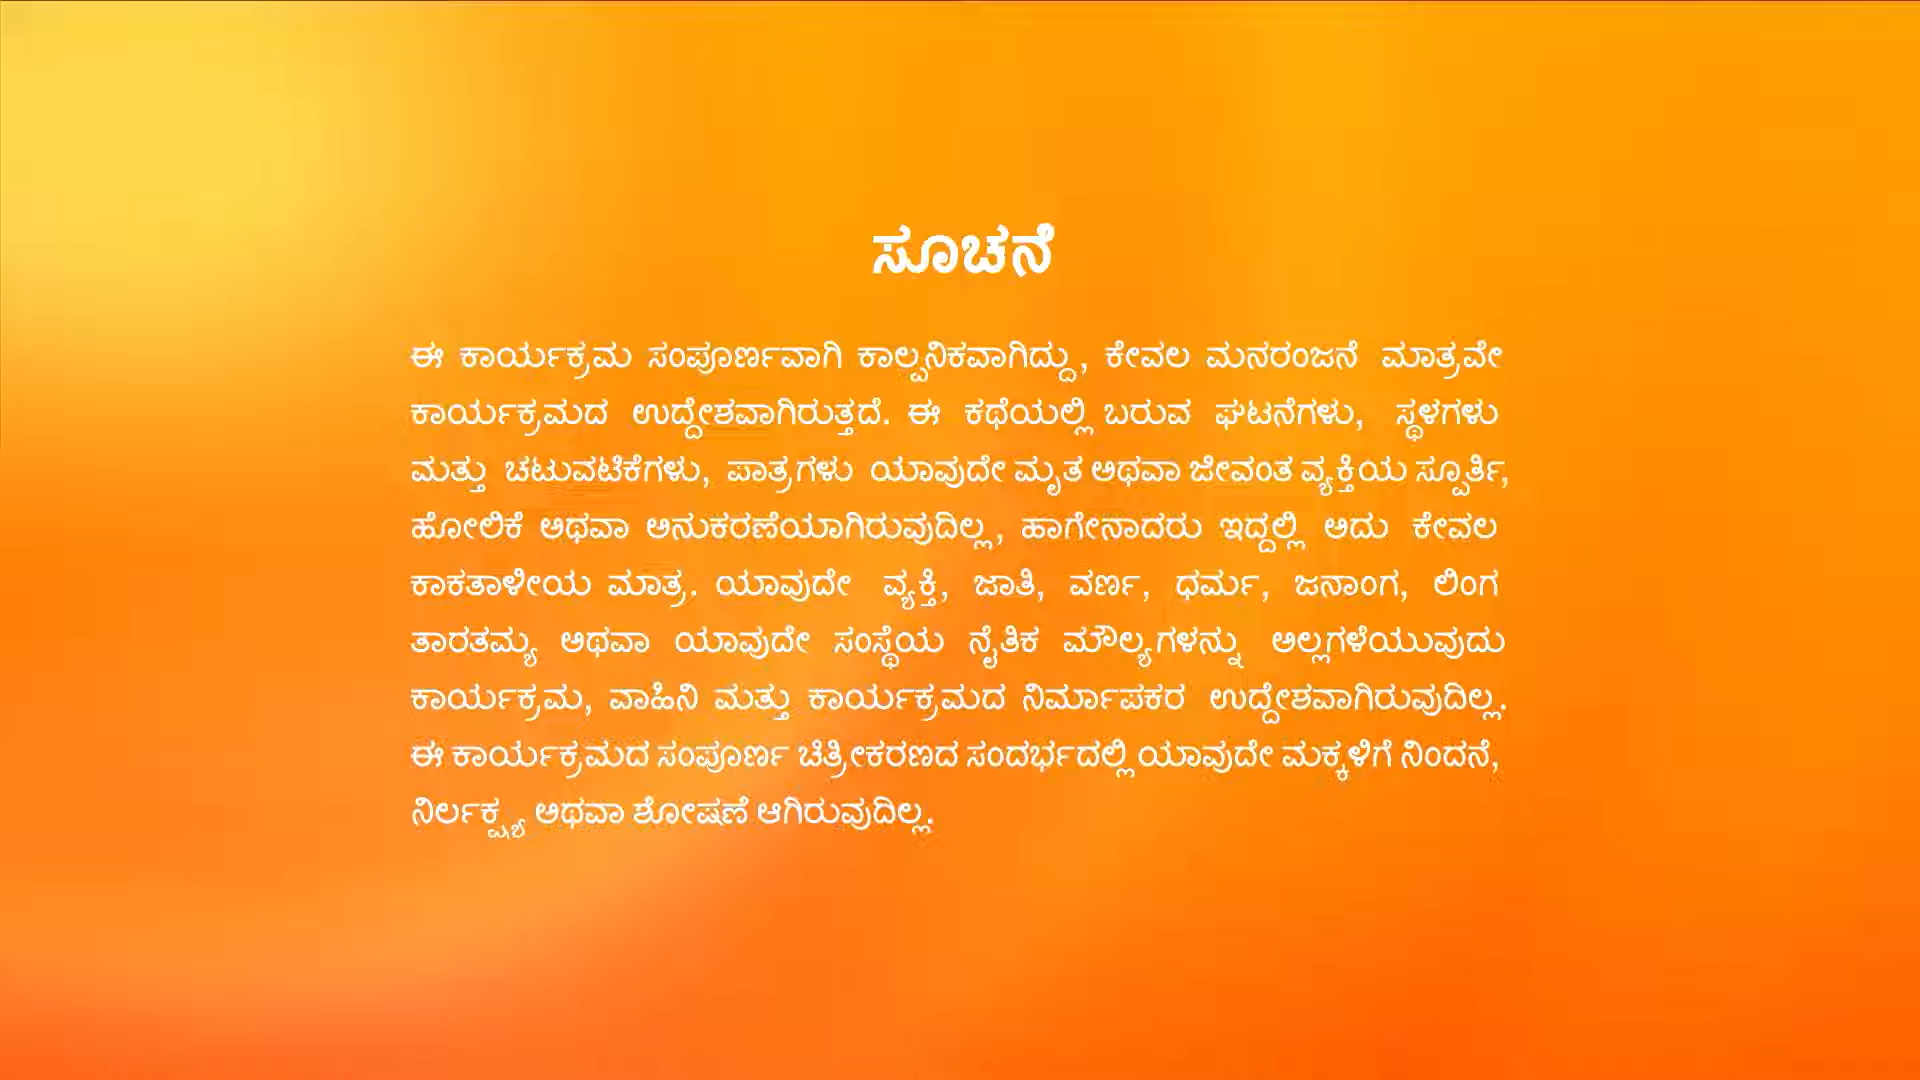 ಸೂಚನೆ
ಈ ಕಾರ್ಯಕ್ರಮ ಸಂಪೂರ್ಣವಾಗಿ ಕಾಲ್ಪನಿಕವಾಗಿದ್ದು, ಕೇವಲ ಮನರಂಜನೆ ಮಾತ್ರವೇ
ಕಾರ್ಯಕ್ರಮದ ಉದ್ದೇಶವಾಗಿರುತ್ತದೆ. ಈ ಕಥೆಯಲ್ಲಿ ಬರುವ ಘಟನೆಗಳು, ಸ್ಥಳಗಳು
ಮತ್ತು ಚಟುವಟಿಕೆಗಳು, ಪಾತ್ರಗಳು ಯಾವುದೇ ಮೃತ ಅಥವಾ ಜೀವಂತ ವ್ಯಕ್ತಿಯ ಸ್ಪೂರ್ತಿ,
ಹೋಲಿಕೆ ಅಥವಾ ಅನುಕರಣೆಯಾಗಿರುವುದಿಲ್ಲ, ಹಾಗೇನಾದರು ಇದ್ದಲ್ಲಿ ಅದು ಕೇವಲ
ಕಾಕತಾಳೀಯ ಮಾತ್ರ. ಯಾವುದೇ ವ್ಯಕ್ತಿ, ಜಾತಿ, ವರ್ಣ, ಧರ್ಮ, ಜನಾಂಗ, ಲಿಂಗ
ತಾರತಮ್ಯ ಅಥವಾ ಯಾವುದೇ ಸಂಸ್ಥೆಯ ನೈತಿಕ ಮೌಲ್ಯಗಳನ್ನು ಅಲ್ಲಗಳೆಯುವುದು
ಕಾರ್ಯಕ್ರಮ, ವಾಹಿನಿ ಮತ್ತು ಕಾರ್ಯಕ್ರಮದ ನಿರ್ಮಾಪಕರ ಉದ್ದೇಶವಾಗಿರುವುದಿಲ್ಲ.
ಈ ಕಾರ್ಯಕ್ರಮದ ಸಂಪೂರ್ಣ ಚಿತ್ರೀಕರಣದ ಸಂದರ್ಭದಲ್ಲಿ ಯಾವುದೇ ಮಕ್ಕಳಿಗೆ ನಿಂದನೆ,
ನಿರ್ಲಕ್ಷ್ಯ ಅಥವಾ ಶೋಷಣೆ ಆಗಿರುವುದಿಲ್ಲ.